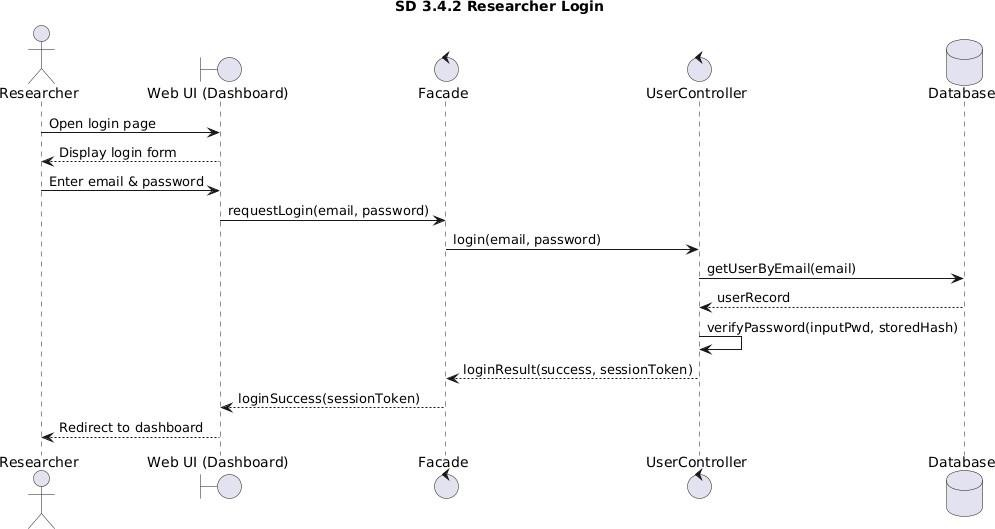 SD 3.4.2 Researcher Login
Researcher
Web UI (Dashboard)
Facade
UserController
Database
Open login page
Display login form
Enter email & password
requestLogin(email, password)
login(email, password)
getUserByEmail(email)
userRecord
verifyPassword(inputPwd, storedHash)
loginResult(success, sessionToken)
loginSuccess(sessionToken)
Redirect to dashboard
Researcher
Web UI (Dashboard)
Facade
UserController
Database